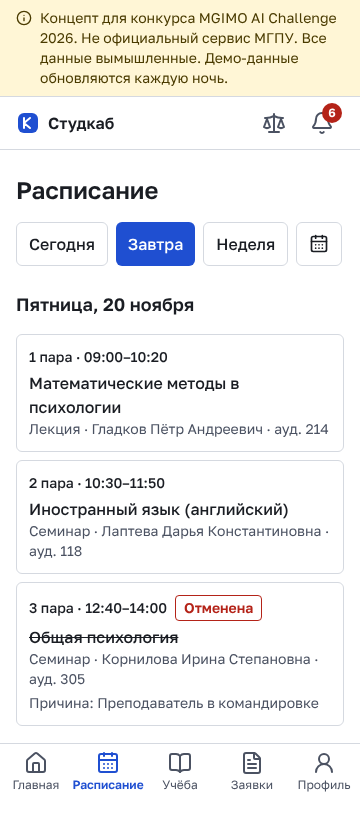 Концепт для конкурса MGIMO AI Challenge
2026. Не официальный сервис МГПУ. Все
данные вымышленные. Демо-данные
обновляются каждую ночь.
Студкаб
6
Расписание
Сегодня
Завтра
Неделя
Пятница, 20 ноября
1 пара · 09:00–10:20
Математические методы в
психологии
Лекция · Гладков Пётр Андреевич · ауд. 214
2 пара · 10:30–11:50
Иностранный язык (английский)
Семинар · Лаптева Дарья Константиновна ·
ауд. 118
3 пара · 12:40–14:00 Отменена
Общая психология
Семинар · Корнилова Ирина Степановна ·
ауд. 305
Причина: Преподаватель в командировке
Главная
Расписание
Учёба
Заявки
Профиль